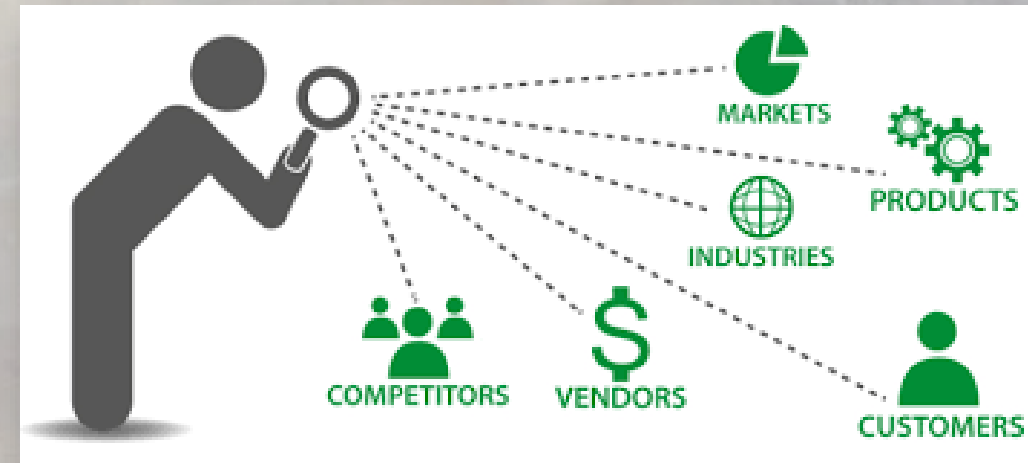 MARKETS
PRODUCTS
INDUSTRIES
COMPETITORS
VENDORS
CUSTOMERS